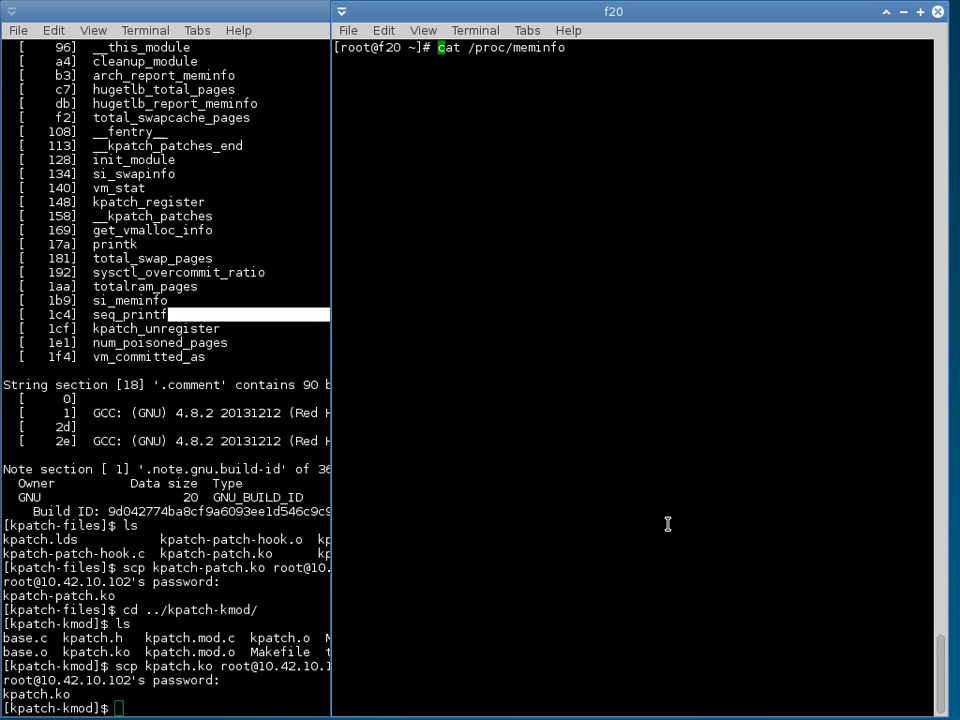 f20
File Edit View Terminal Tabs Help
File Edit View Terminal Tabs Help
[ 96] __this_module
[ a4] cleanup_module
[ b3] arch_report_meminfo
[ c7] hugetlb_total_pages
[ db] hugetlb_report_meminfo
[ f2] total_swapcache_pages
[ 108] __fentry__
[ 113] __kpatch_patches_end
[ 128] init_module
[ 134] si_swapinfo
[ 140] vm_stat
[ 148] kpatch_register
[ 158] __kpatch_patches
[ 169] get_vmalloc_info
[ 17a] printk
[ 181] total_swap_pages
[ 192] sysctl_overcommit_ratio
[ 1aa] totalram_pages
[ 1b9] si_meminfo
[ 1c4] seq_printf
[ 1cf] kpatch_unregister
[ 1e1] num_poisoned_pages
[ 1f4] vm_committed_as
String section [18] '.comment' contains 90 b
[ 0]
[ 1] GCC: (GNU) 4.8.2 20131212 (Red H
[ 2d]
[ 2e] GCC: (GNU) 4.8.2 20131212 (Red H
Note section [ 1] '.note.gnu.build-id' of 36
Owner Data size Type
GNU 20 GNU_BUILD_ID
Build ID: 9d042774ba8cf9a6093ee1d546c9c9
[kpatch-files]$ ls
kpatch.lds kpatch-patch-hook.o kp
kpatch-patch-hook.c kpatch-patch.ko kp
[kpatch-files]$ scp kpatch-patch.ko root@10.
root@10.42.10.102's password:
kpatch-patch.ko
[kpatch-files]$ cd ../kpatch-kmod/
[kpatch-kmod]$ ls
base.c kpatch.h kpatch.mod.c kpatch.o M
base.o kpatch.ko kpatch.mod.o Makefile t
[kpatch-kmod]$ scp kpatch.ko root@10.42.10.1
root@10.42.10.102's password:
kpatch.ko
[kpatch-kmod]$
[root@f20 ~]# cat /proc/meminfo